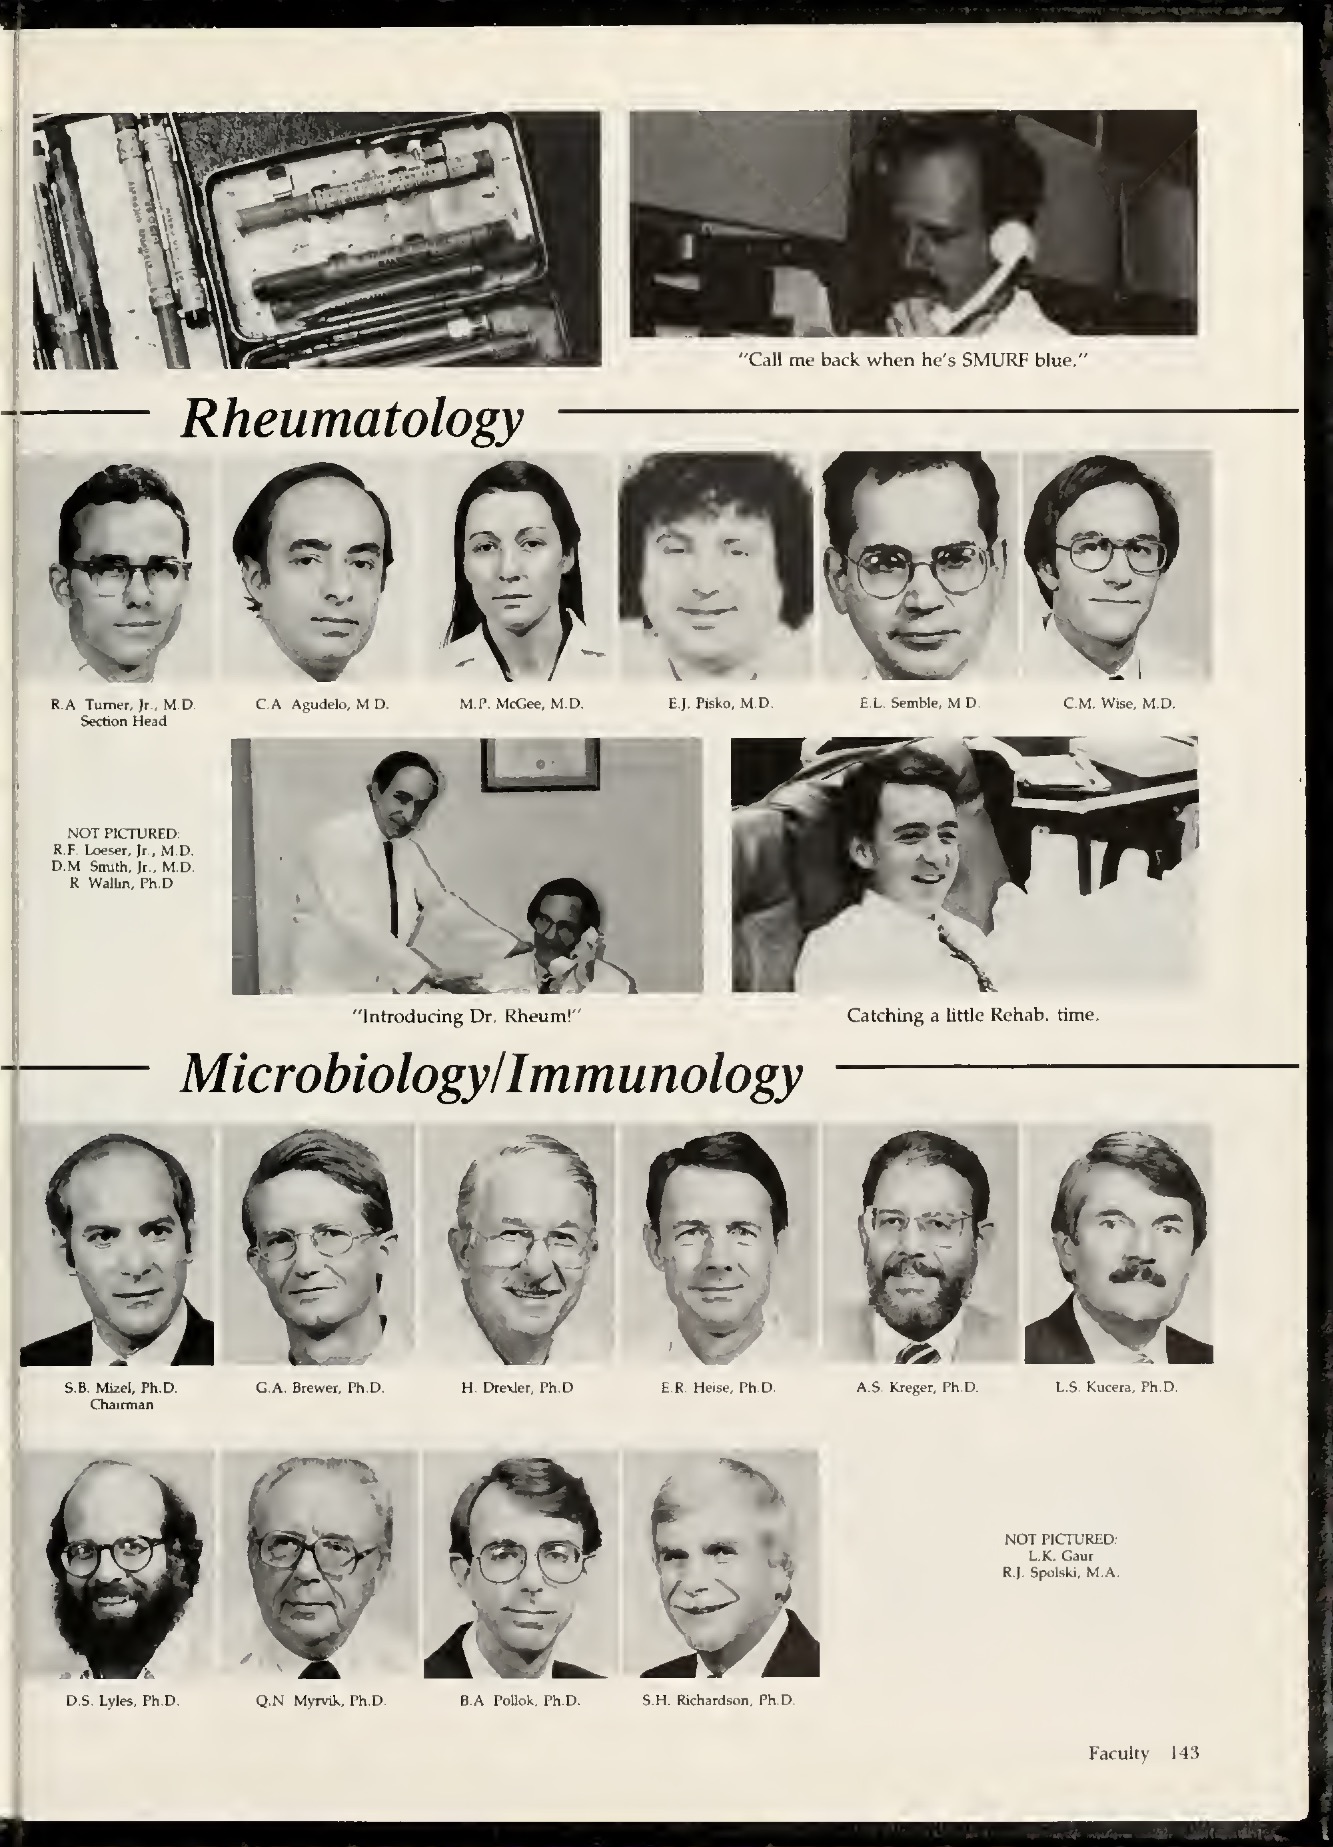 "Call me back when he's SMURF blue."
Rheumatology
R.A Turner, Jr., M.D.
Section Head
C.A Agudelo, M D.
M.P. McGee, M.D.
E.J. Pisko, M.D.
E.L. Semble, M D.
C.M. Wise, M.D.
NOT PICTURED:
R.F. Loeser, Jr., M.D.
D.M Smith, Jr., M.D.
R Wallin, Ph.D
"Introducing Dr. Rheum!"
Catching a little Rehab. time.
Microbiology/Immunology
S.B. Mizel, Ph.D.
Chairman
G.A. Brewer, Ph.D.
H. Drexler, Ph.D
E.R. Heise, Ph.D.
A.S. Kreger, Ph.D.
L.S. Kucera, Ph.D.
D.S. Lyles, Ph.D.
Q.N Myrvik, Ph.D.
B.A Pollok, Ph.D.
S.H. Richardson, Ph.D.
NOT PICTURED:
L.K. Gaur
R.J. Spolski, M.A.
Faculty 143